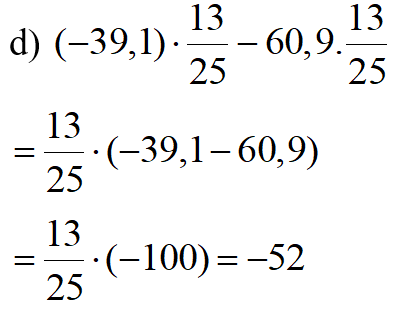 d) (−39,1) · 13/25 − 60,9. 13/25
= 13/25 · (−39,1 − 60,9)
= 13/25 · (−100) = −52